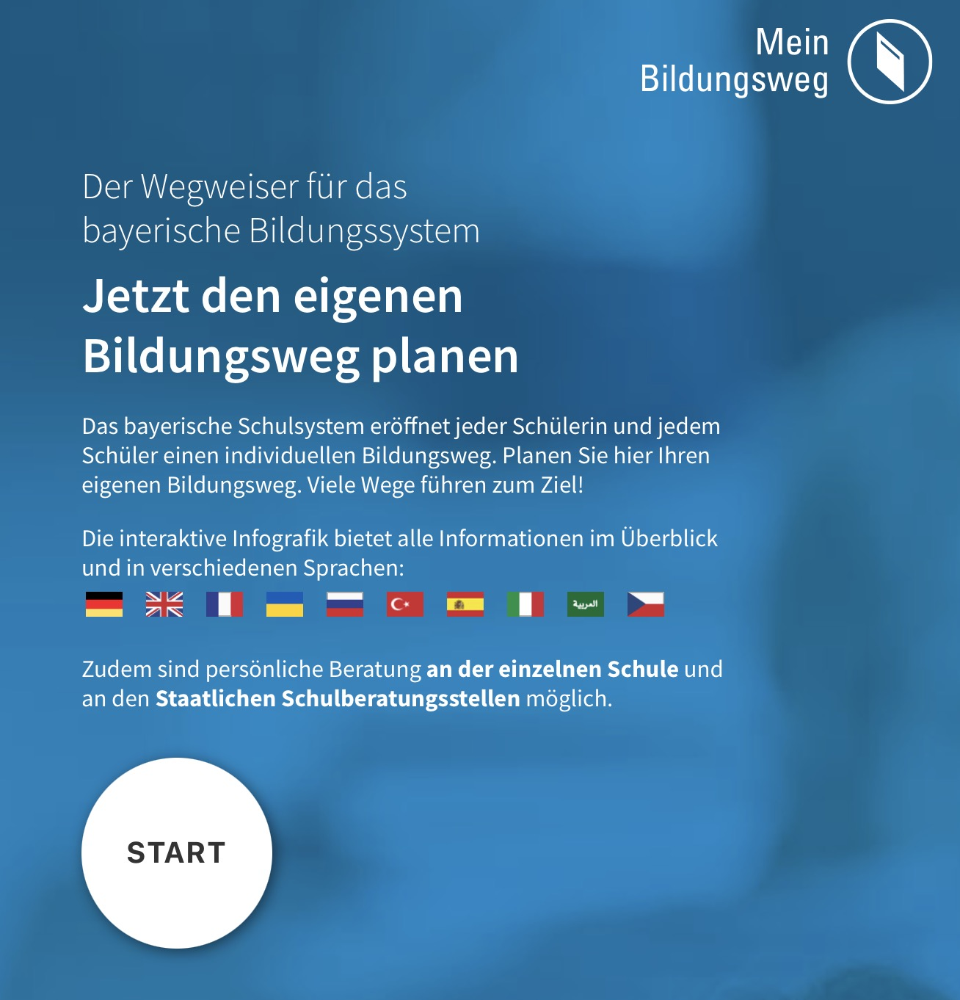 Mein
Bildungsweg
Der Wegweiser für das
bayerische Bildungssystem
Jetzt den eigenen
Bildungsweg planen
Das bayerische Schulsystem eröffnet jeder Schülerin und jedem
Schüler einen individuellen Bildungsweg. Planen Sie hier Ihren
eigenen Bildungsweg. Viele Wege führen zum Ziel!
Die interaktive Infografik bietet alle Informationen im Überblick
und in verschiedenen Sprachen:
العربية
Zudem sind persönliche Beratung an der einzelnen Schule und
an den Staatlichen Schulberatungsstellen möglich.
START